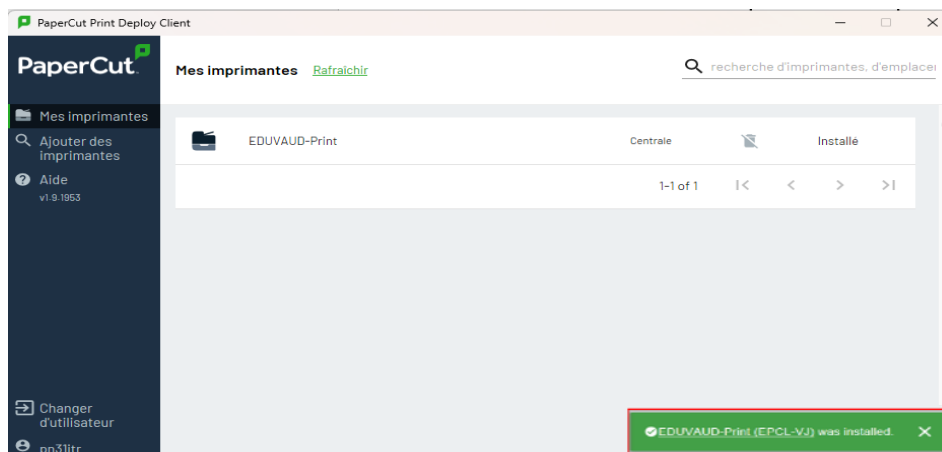 PaperCut Print Deploy Client
PaperCut
Mes imprimantes Rafraichir
recherche d'imprimantes, d'emplacer
Mes imprimantes
Ajouter des
imprimantes
Aide
v1-9-1953
EDUVAUD-Print Centrale Installé
1-1 of 1
Changer
d'utilisateur
EDUVAUD-Print (EPCL-VJ) was installed.